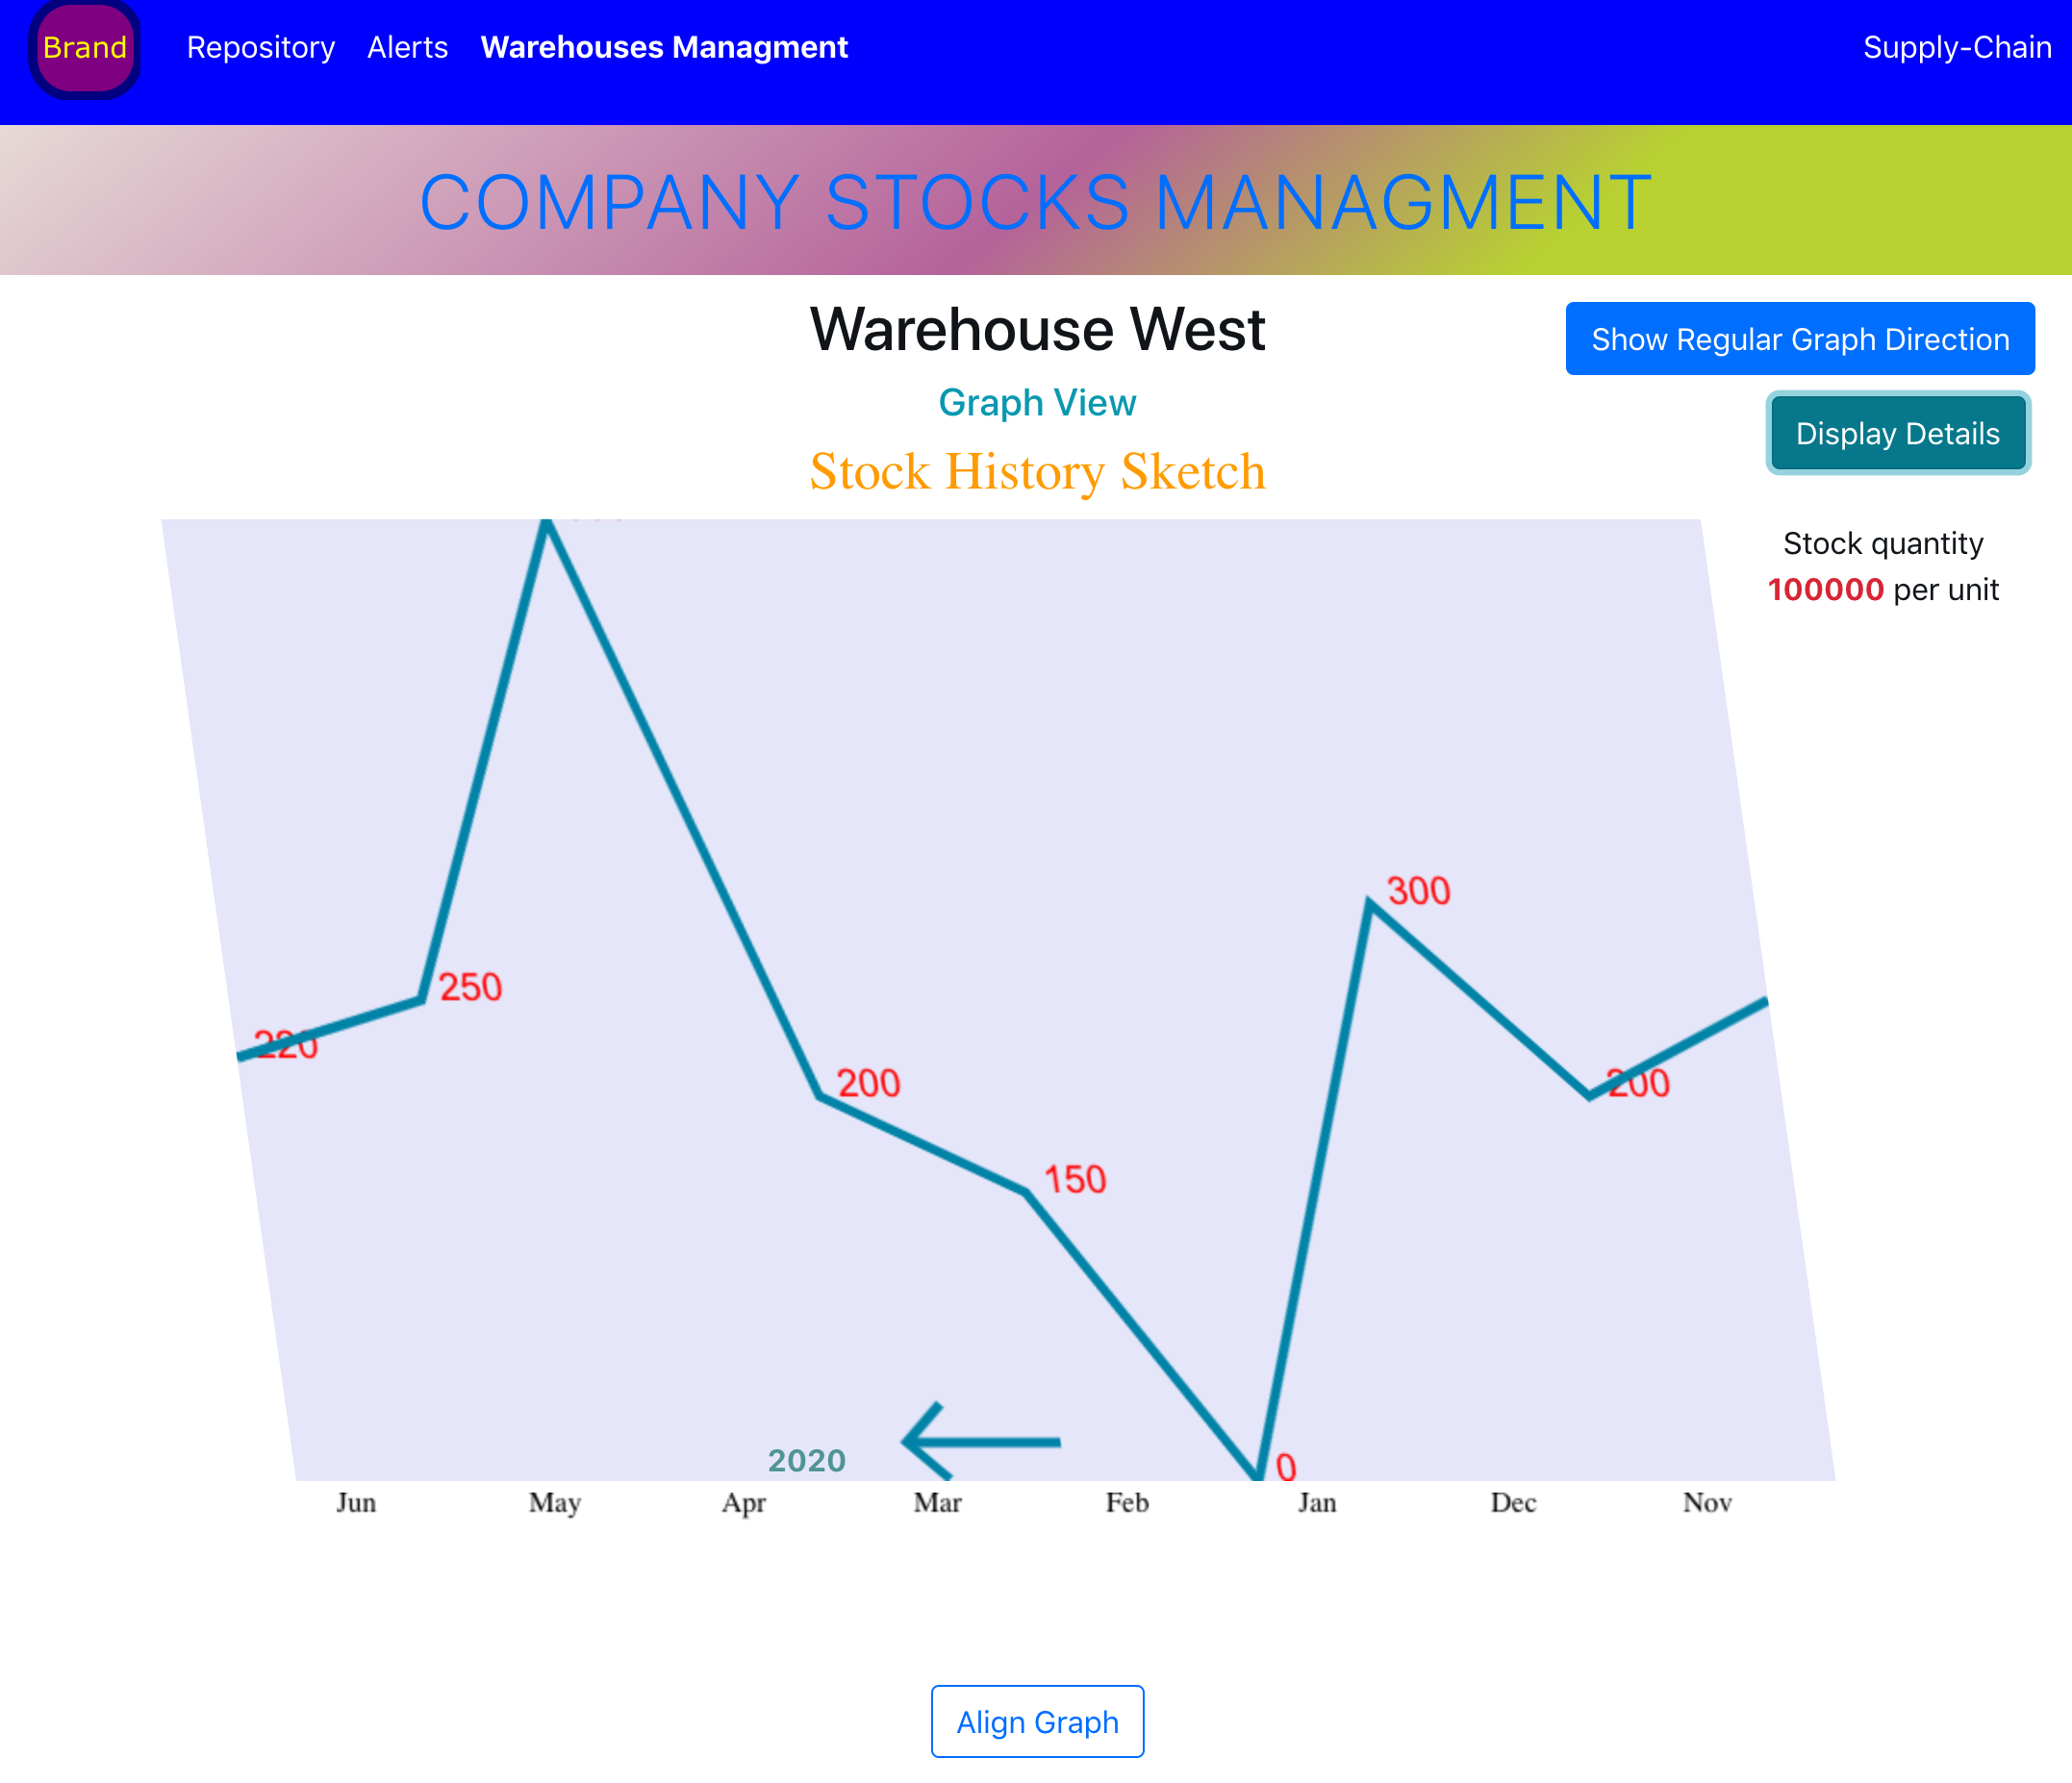 Brand Repository Alerts Warehouses Managment Supply-Chain
COMPANY STOCKS MANAGMENT
Warehouse West
Show Regular Graph Direction
Graph View
Display Details
Stock History Sketch
Stock quantity
100000 per unit
300
250
220
200
200
150
0
2020
Jun May Apr Mar Feb Jan Dec Nov
Align Graph